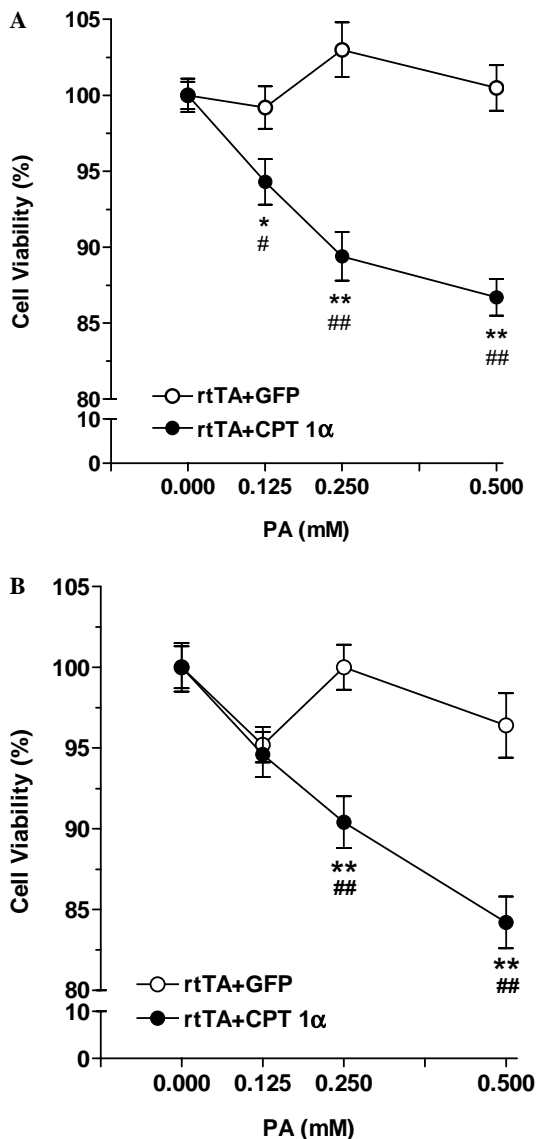 A
105
100
95
90
85
80
10
0
Cell Viability (%)
*
#
**
##
**
##
rtTA+GFP
rtTA+CPT 1α
0.000 0.125 0.250 0.500
PA (mM)
B
105
100
95
90
85
80
10
0
Cell Viability (%)
**
##
**
##
rtTA+GFP
rtTA+CPT 1α
0.000 0.125 0.250 0.500
PA (mM)